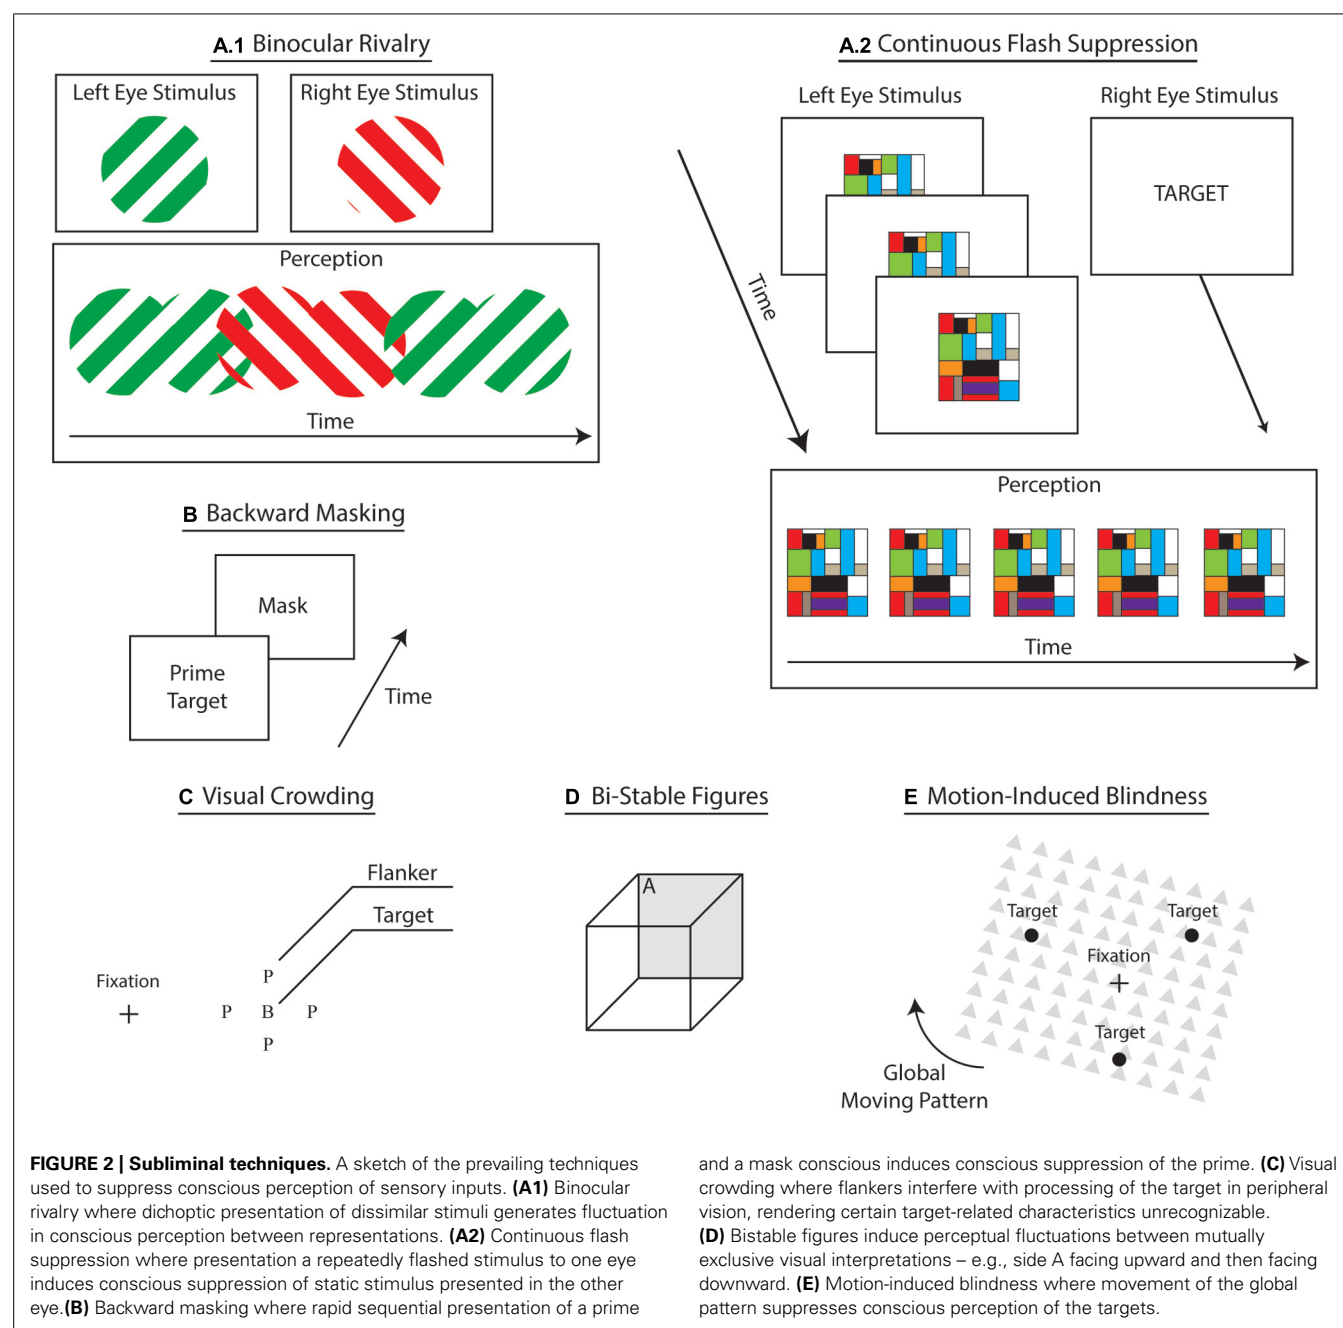 A.1 Binocular Rivalry
Left Eye Stimulus
Right Eye Stimulus
Perception
Time
A.2 Continuous Flash Suppression
Left Eye Stimulus
Right Eye Stimulus
TARGET
Time
Perception
Time
B Backward Masking
Mask
Prime
Target
Time
C Visual Crowding
Flanker
Target
Fixation
P
P B P
P
D Bi-Stable Figures
A
E Motion-Induced Blindness
Target
Target
Fixation
Target
Global
Moving Pattern
FIGURE 2 | Subliminal techniques. A sketch of the prevailing techniques
used to suppress conscious perception of sensory inputs. (A1) Binocular
rivalry where dichoptic presentation of dissimilar stimuli generates fluctuation
in conscious perception between representations. (A2) Continuous flash
suppression where presentation a repeatedly flashed stimulus to one eye
induces conscious suppression of static stimulus presented in the other
eye.(B) Backward masking where rapid sequential presentation of a prime
and a mask conscious induces conscious suppression of the prime. (C) Visual
crowding where flankers interfere with processing of the target in peripheral
vision, rendering certain target-related characteristics unrecognizable.
(D) Bistable figures induce perceptual fluctuations between mutually
exclusive visual interpretations – e.g., side A facing upward and then facing
downward. (E) Motion-induced blindness where movement of the global
pattern suppresses conscious perception of the targets.